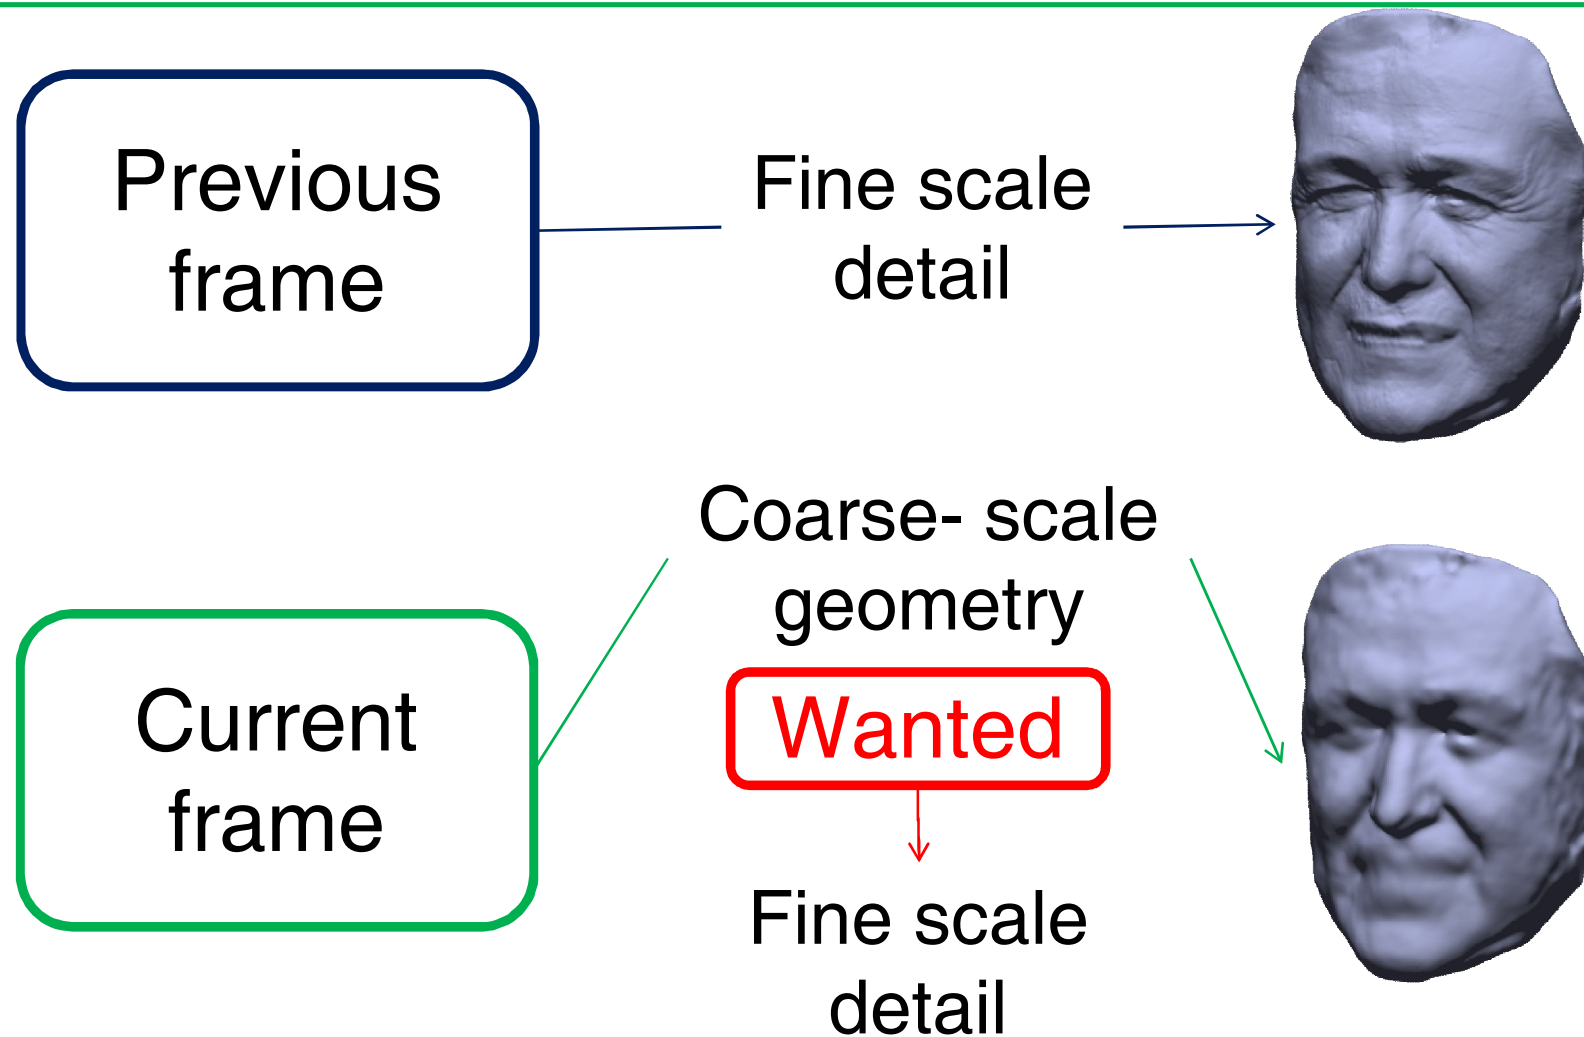 Previous
frame
Fine scale
detail
Coarse- scale
geometry
Wanted
Current
frame
Fine scale
detail